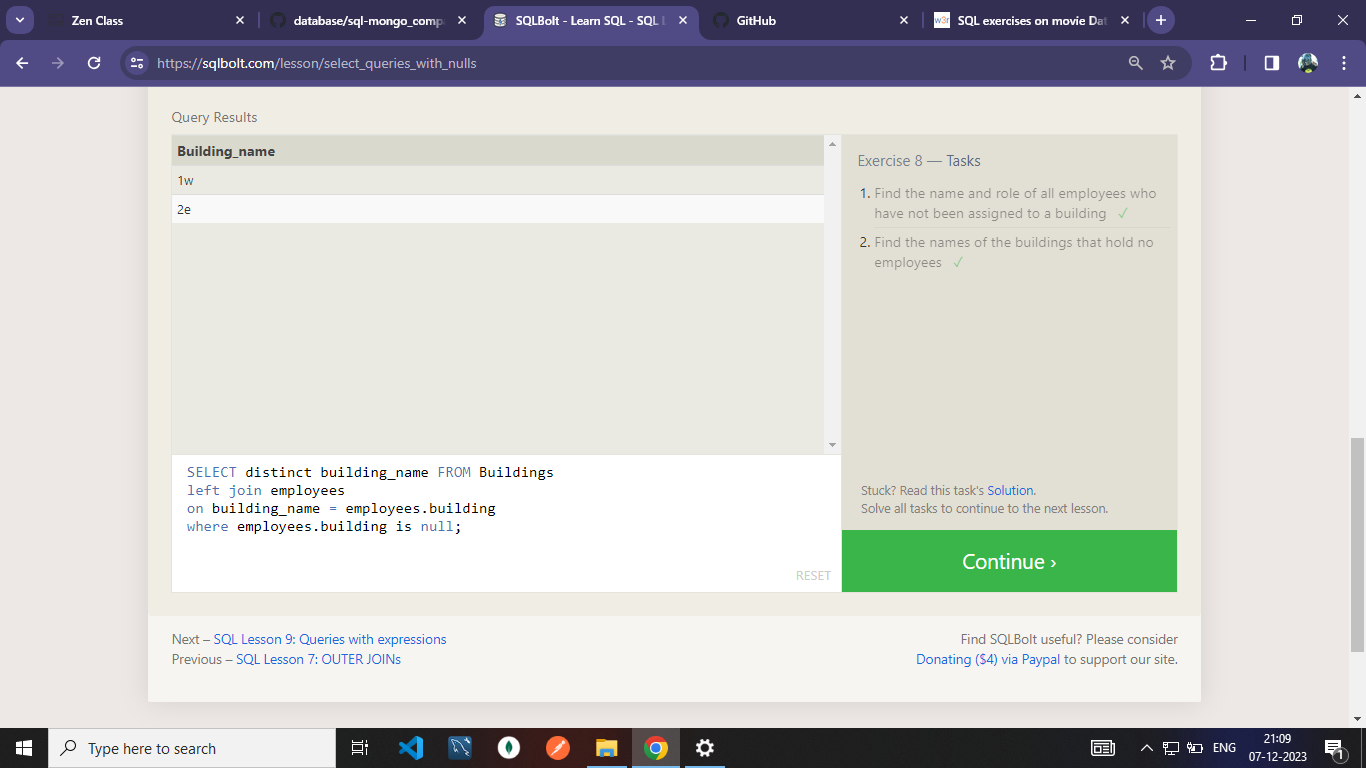 Zen Class
database/sql-mongo_comp
SQLBolt - Learn SQL - SQL L
GitHub
w3r
SQL exercises on movie Dat
https://sqlbolt.com/lesson/select_queries_with_nulls
Query Results
Building_name
1w
2e
Exercise 8 — Tasks
1. Find the name and role of all employees who
have not been assigned to a building ✓
2. Find the names of the buildings that hold no
employees ✓
SELECT distinct building_name FROM Buildings
left join employees
on building_name = employees.building
where employees.building is null;
RESET
Stuck? Read this task's Solution.
Solve all tasks to continue to the next lesson.
Continue ›
Next – SQL Lesson 9: Queries with expressions
Previous – SQL Lesson 7: OUTER JOINs
Find SQLBolt useful? Please consider
Donating ($4) via Paypal to support our site.
Type here to search
ENG
21:09
07-12-2023
1